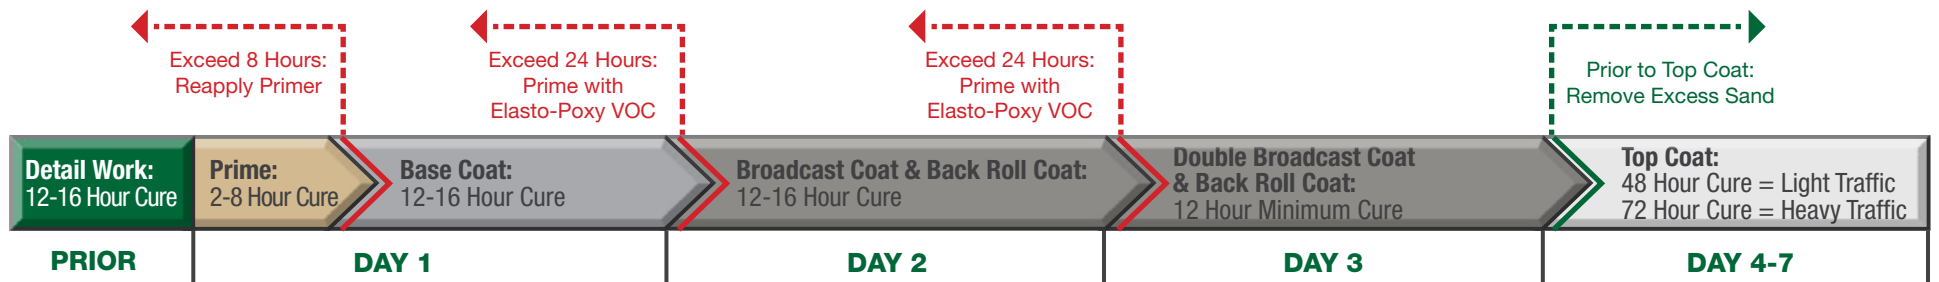 Exceed 8 Hours:
Reapply Primer
Exceed 24 Hours:
Prime with
Elasto-Poxy VOC
Exceed 24 Hours:
Prime with
Elasto-Poxy VOC
Prior to Top Coat:
Remove Excess Sand
Detail Work:
12-16 Hour Cure
Prime:
2-8 Hour Cure
Base Coat:
12-16 Hour Cure
Broadcast Coat & Back Roll Coat:
12-16 Hour Cure
Double Broadcast Coat
& Back Roll Coat:
12 Hour Minimum Cure
Top Coat:
48 Hour Cure = Light Traffic
72 Hour Cure = Heavy Traffic
PRIOR
DAY 1
DAY 2
DAY 3
DAY 4-7